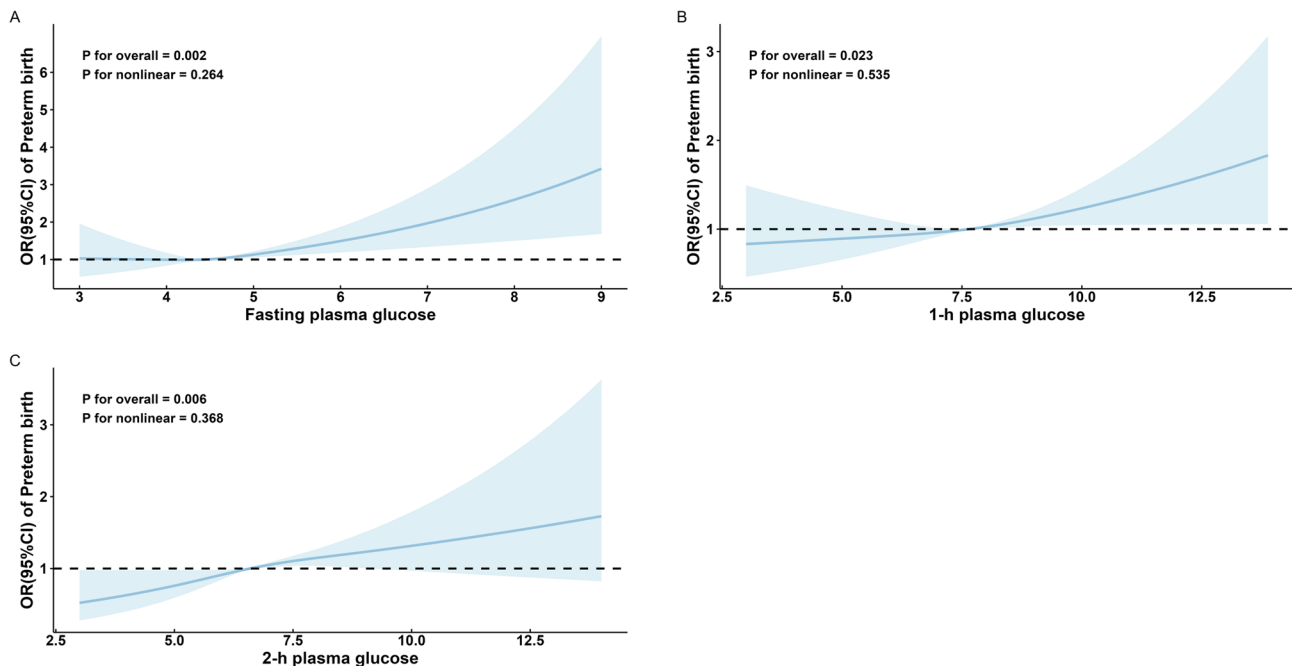 A
P for overall = 0.002
P for nonlinear = 0.264
OR(95%CI) of Preterm birth
6
5
4
3
2
1
3 4 5 6 7 8 9
Fasting plasma glucose
B
P for overall = 0.023
P for nonlinear = 0.535
OR(95%CI) of Preterm birth
3
2
1
2.5 5.0 7.5 10.0 12.5
1-h plasma glucose
C
P for overall = 0.006
P for nonlinear = 0.368
OR(95%CI) of Preterm birth
3
2
1
2.5 5.0 7.5 10.0 12.5
2-h plasma glucose